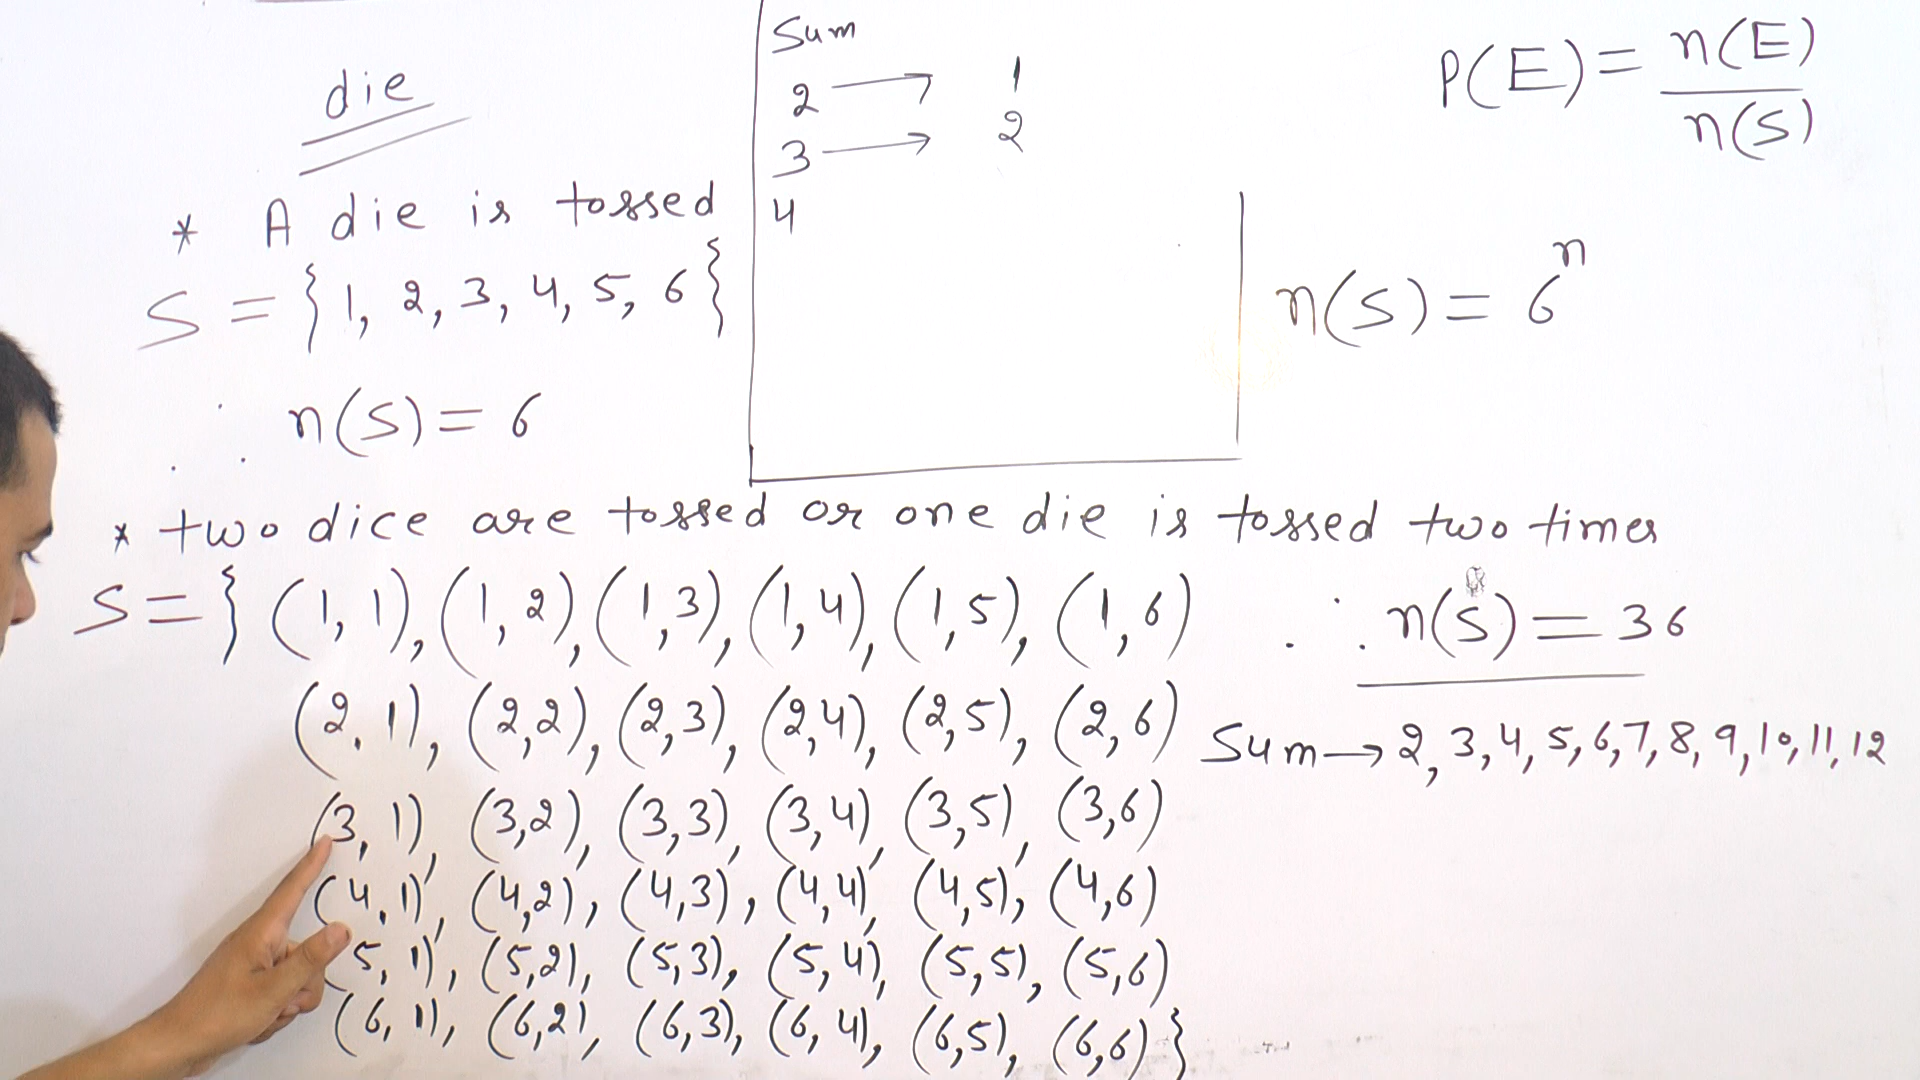 die
* A die is tossed
S = {1, 2, 3, 4, 5, 6}
∴ n(S) = 6
Sum
2 → 1
3 → 2
4
P(E) = n(E)/n(S)
n(S) = 6ⁿ
* two dice are tossed or one die is tossed two times
S = { (1, 1), (1, 2), (1,3), (1,4), (1,5), (1,6)
(2, 1), (2,2), (2,3), (2,4), (2,5), (2,6)
(3, 1), (3,2), (3,3), (3,4), (3,5), (3,6)
(4, 1), (4,2), (4,3), (4,4), (4,5), (4,6)
(5, 1), (5,2), (5,3), (5,4), (5,5), (5,6)
(6, 1), (6,2), (6,3), (6,4), (6,5), (6,6) }
∴ n(S) = 36
Sum → 2, 3, 4, 5, 6, 7, 8, 9, 10, 11, 12